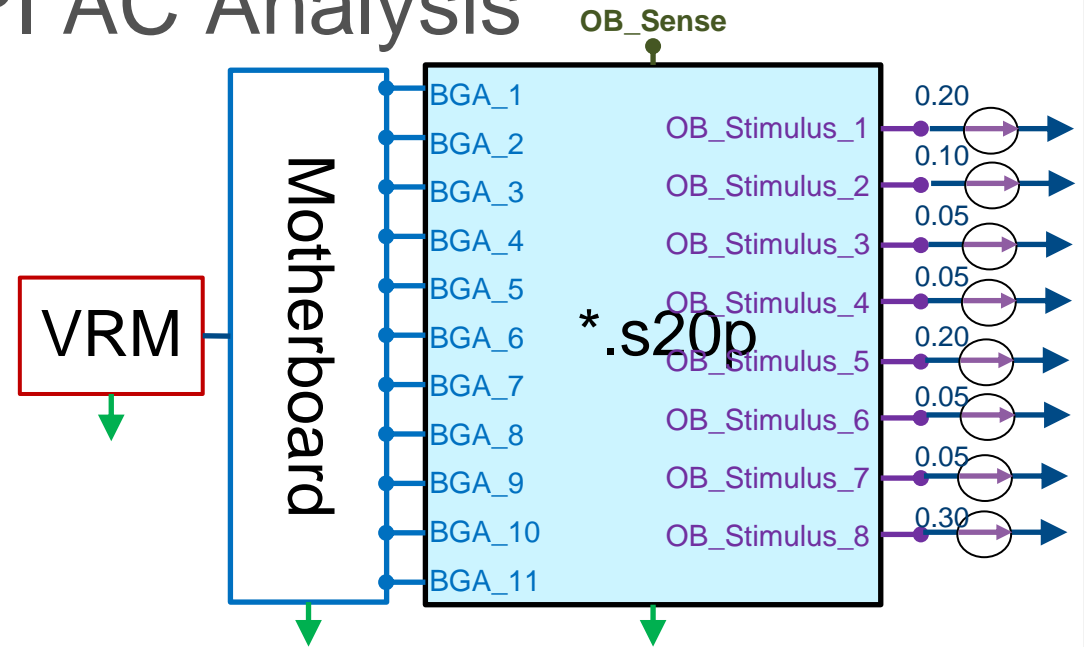 PI AC Analysis
OB_Sense
VRM
Motherboard
BGA_1
BGA_2
BGA_3
BGA_4
BGA_5
BGA_6
BGA_7
BGA_8
BGA_9
BGA_10
BGA_11
*.s20p
OB_Stimulus_1
OB_Stimulus_2
OB_Stimulus_3
OB_Stimulus_4
OB_Stimulus_5
OB_Stimulus_6
OB_Stimulus_7
OB_Stimulus_8
0.20
0.10
0.05
0.05
0.20
0.05
0.05
0.30